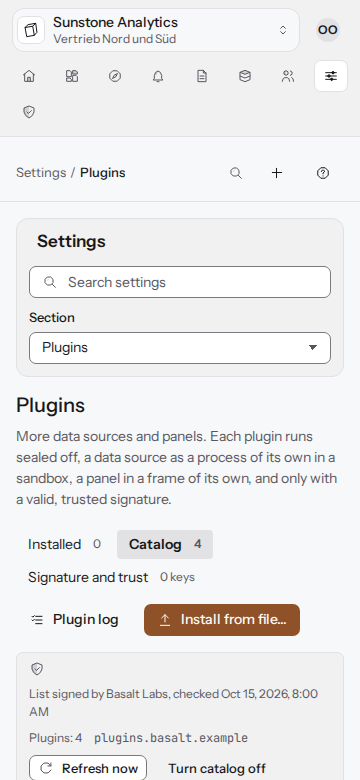 Sunstone Analytics
Vertrieb Nord und Süd
OO
Settings / Plugins
Settings
Search settings
Section
Plugins
Plugins
More data sources and panels. Each plugin runs
sealed off, a data source as a process of its own in a
sandbox, a panel in a frame of its own, and only with
a valid, trusted signature.
Installed 0 Catalog 4
Signature and trust 0 keys
Plugin log Install from file...
List signed by Basalt Labs, checked Oct 15, 2026, 8:00
AM
Plugins: 4 plugins.basalt.example
Refresh now Turn catalog off